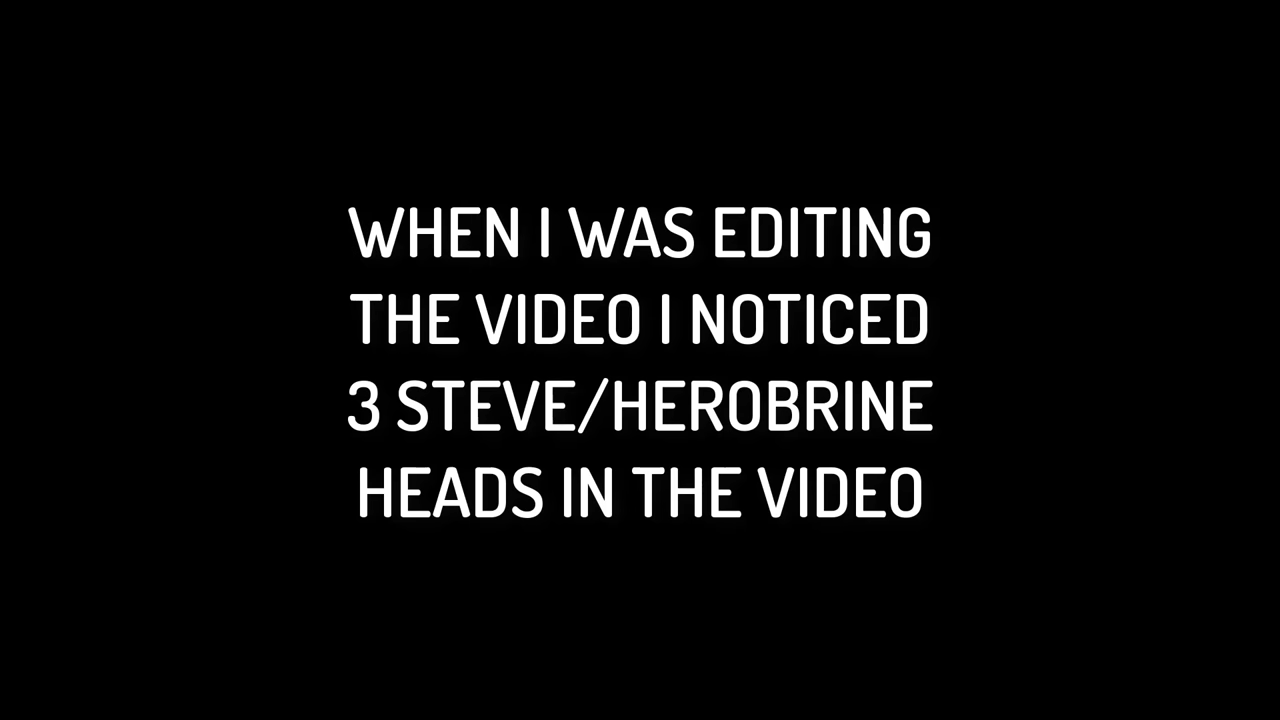 WHEN I WAS EDITING
THE VIDEO I NOTICED
3 STEVE/HEROBRINE
HEADS IN THE VIDEO